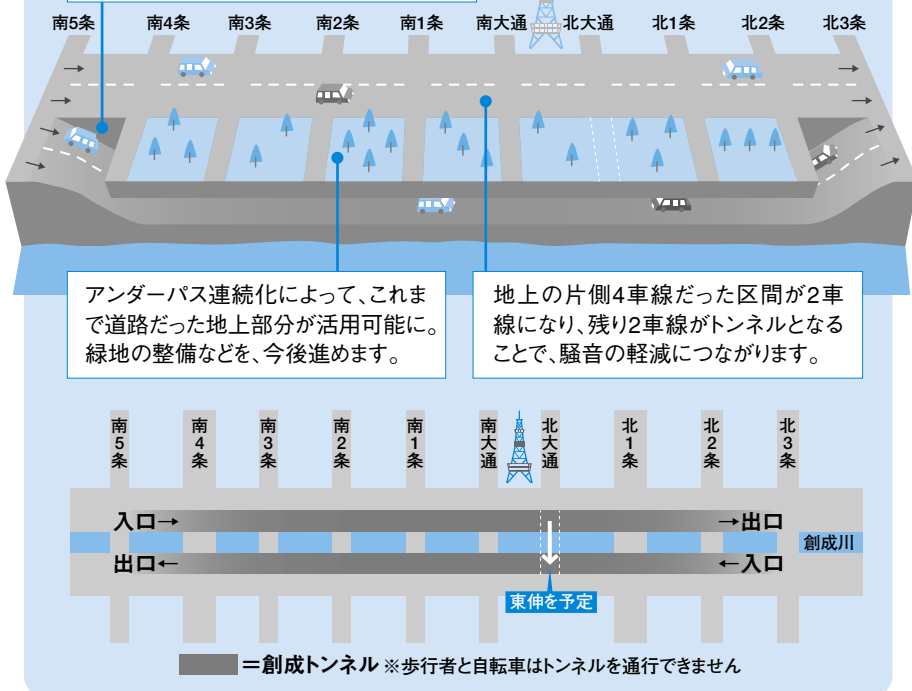 南5条 南4条 南3条 南2条 南1条 南大通 北大通 北1条 北2条 北3条
アンダーパス連続化によって、これま
で道路だった地上部分が活用可能に。
緑地の整備などを、今後進めます。
地上の片側4車線だった区間が2車
線になり、残り2車線がトンネルとなる
ことで、騒音の軽減につながります。
南5条 南4条 南3条 南2条 南1条 南大通 北大通 北1条 北2条 北3条
入口→ →出口
創成川
出口← ←入口
東伸を予定
=創成トンネル ※歩行者と自転車はトンネルを通行できません